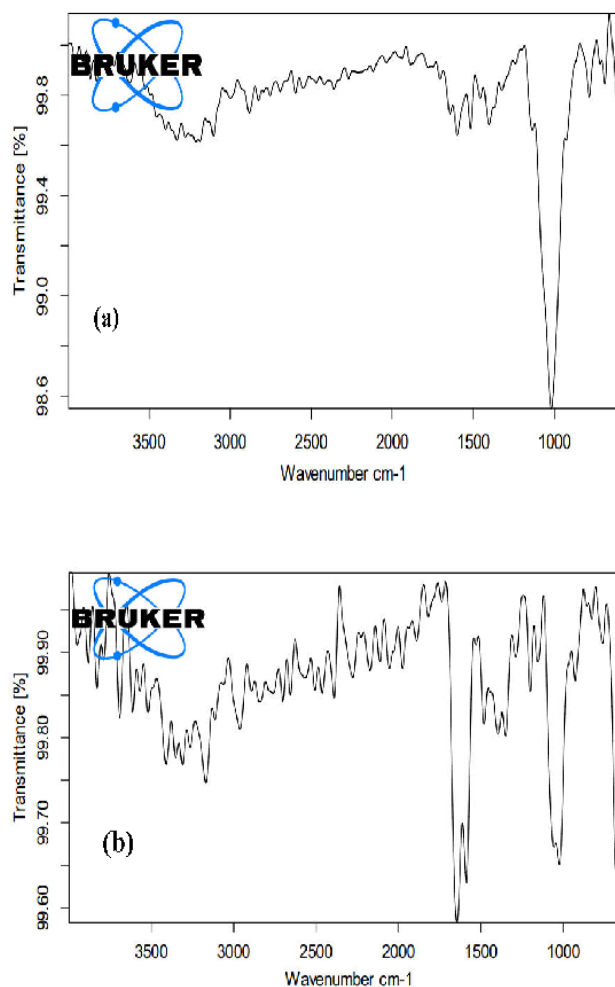 BRUKER
Transmittance [%]
99.8
99.4
99.0
98.6
(a)
3500 3000 2500 2000 1500 1000
Wavenumber cm-1
BRUKER
Transmittance [%]
99.90
99.80
99.70
99.60
(b)
3500 3000 2500 2000 1500 1000
Wavenumber cm-1